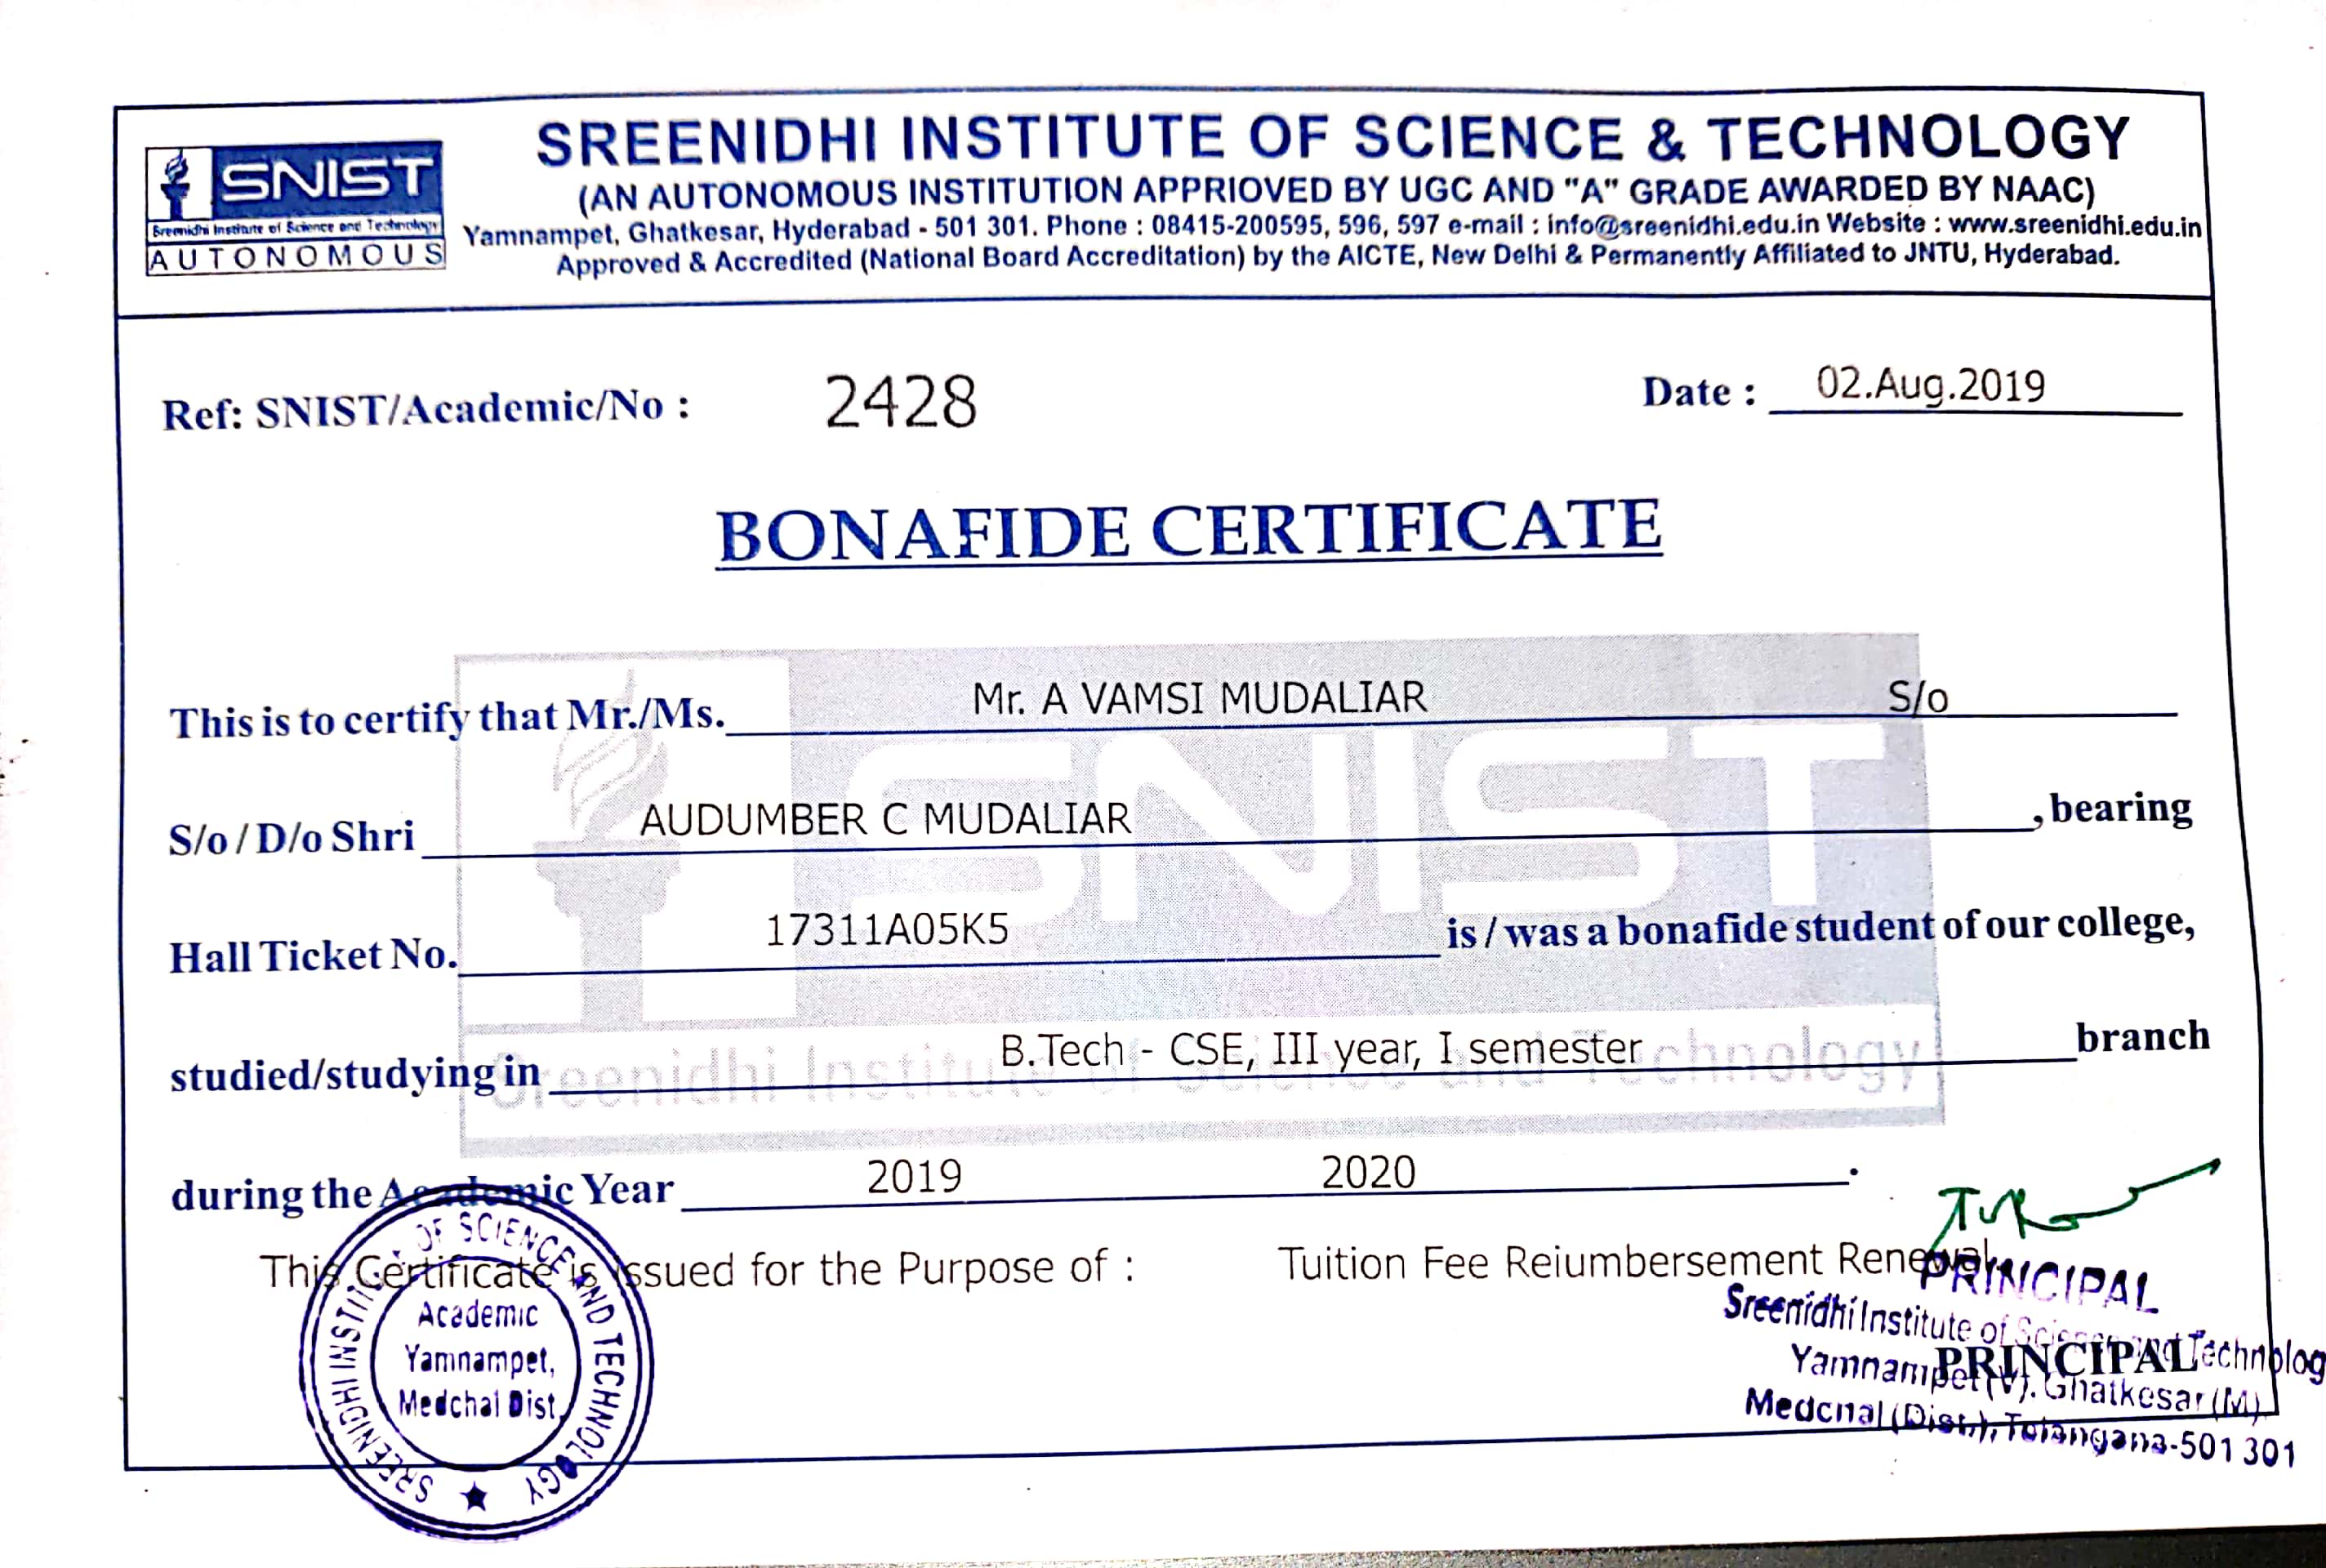 SNIST
Sreenidhi Institute of Science and Technology
AUTONOMOUS
SREENIDHI INSTITUTE OF SCIENCE & TECHNOLOGY
(AN AUTONOMOUS INSTITUTION APPRIOVED BY UGC AND "A" GRADE AWARDED BY NAAC)
Yamnampet, Ghatkesar, Hyderabad - 501 301. Phone : 08415-200595, 596, 597 e-mail : info@sreenidhi.edu.in Website : www.sreenidhi.edu.in
Approved & Accredited (National Board Accreditation) by the AICTE, New Delhi & Permanently Affiliated to JNTU, Hyderabad.
Ref: SNIST/Academic/No : 2428 Date : 02.Aug.2019
BONAFIDE CERTIFICATE
This is to certify that Mr./Ms. Mr. A VAMSI MUDALIAR S/o
SNIST
S/o / D/o Shri AUDUMBER C MUDALIAR , bearing
Hall Ticket No. 17311A05K5 is / was a bonafide student of our college,
studied/studying in B.Tech - CSE, III year, I semester branch
Sreenidhi Institute of Science and Technology
during the Academic Year 2019 2020 .
This Certificate is issued for the Purpose of : Tuition Fee Reiumbersement Renewal
SREENIDHI INSTITUTE OF SCIENCE AND TECHNOLOGY
Academic
Yamnampet,
Medchal Dist
PRINCIPAL
Sreenidhi Institute of Science and Technolog
PRINCIPAL
Yamnampet (V). Ghatkesar (M)
Medchal (Dist.), Telangana-501 301